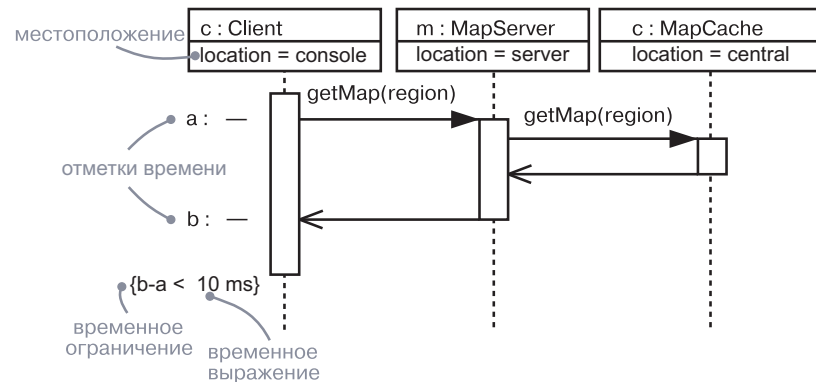 c : Client
m : MapServer
c : MapCache
местоположение
location = console
location = server
location = central
getMap(region)
getMap(region)
a : —
отметки времени
b : —
{b-a < 10 ms}
временное
ограничение
временное
выражение